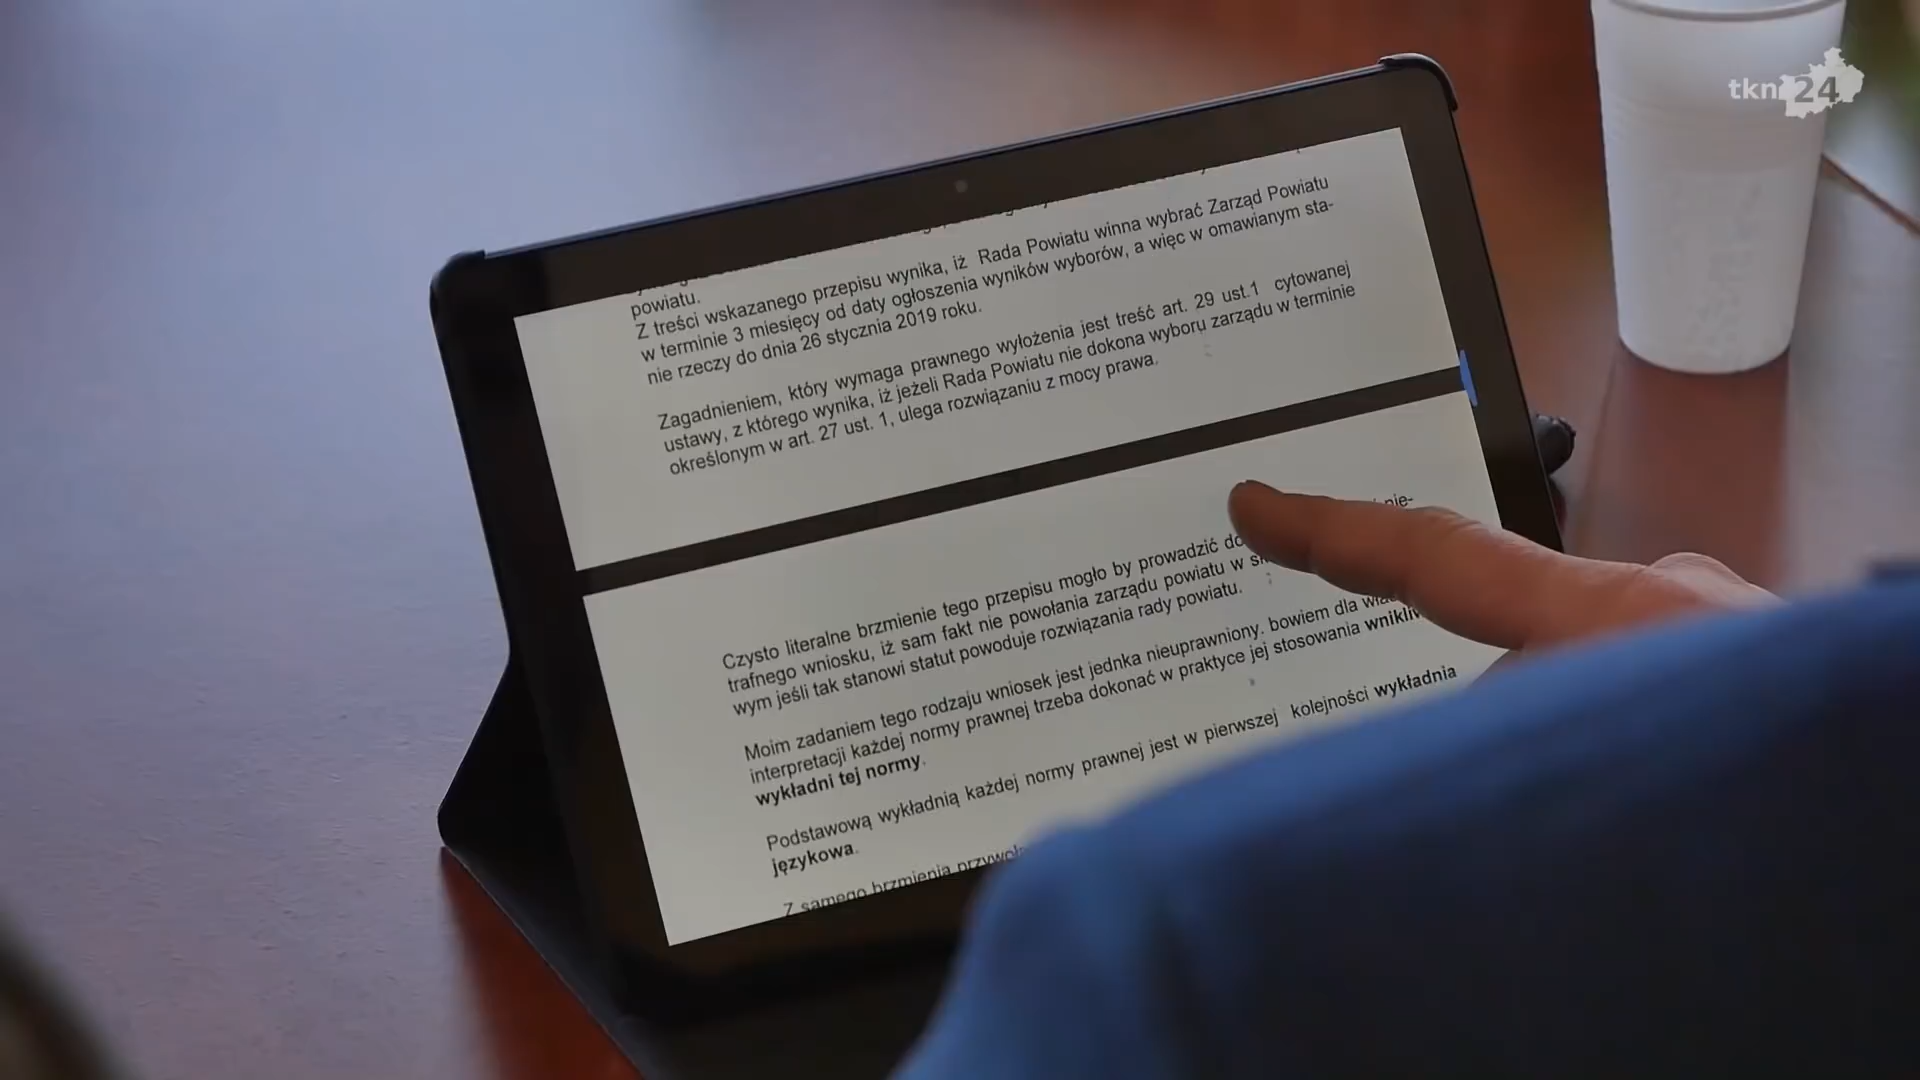 tkn24
powiatu.
Z treści wskazanego przepisu wynika, iż Rada Powiatu winna wybrać Zarząd Powiatu
w terminie 3 miesięcy od daty ogłoszenia wyników wyborów, a więc w omawianym sta-
nie rzeczy do dnia 26 stycznia 2019 roku.
Zagadnieniem, który wymaga prawnego wyłożenia jest treść art. 29 ust.1 cytowanej
ustawy, z którego wynika, iż jeżeli Rada Powiatu nie dokona wyboru zarządu w terminie
określonym w art. 27 ust. 1, ulega rozwiązaniu z mocy prawa.
nie-
Czysto literalne brzmienie tego przepisu mogło by prowadzić do
trafnego wniosku, iż sam fakt nie powołania zarządu powiatu w
wym jeśli tak stanowi statut powoduje rozwiązania rady powiatu.
Moim zadaniem tego rodzaju wniosek jest jednka nieuprawniony. bowiem dla
interpretacji każdej normy prawnej trzeba dokonać w praktyce jej stosowania
wykładni tej normy.
Podstawową wykładnią każdej normy prawnej jest w pierwszej kolejności wykładnia
językowa.
Z samego brzmienia